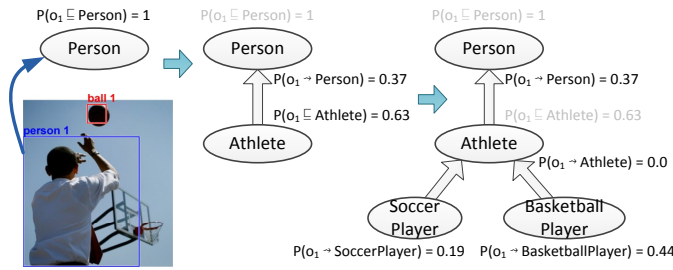 P(o₁ ⊑ Person) = 1
Person
ball 1
person 1
P(o₁ ⊑ Person) = 1
Person
P(o₁ → Person) = 0.37
P(o₁ ⊑ Athlete) = 0.63
Athlete
P(o₁ ⊑ Person) = 1
Person
P(o₁ → Person) = 0.37
P(o₁ ⊑ Athlete) = 0.63
Athlete
P(o₁ → Athlete) = 0.0
Soccer
Player
Basketball
Player
P(o₁ → SoccerPlayer) = 0.19
P(o₁ → BasketballPlayer) = 0.44